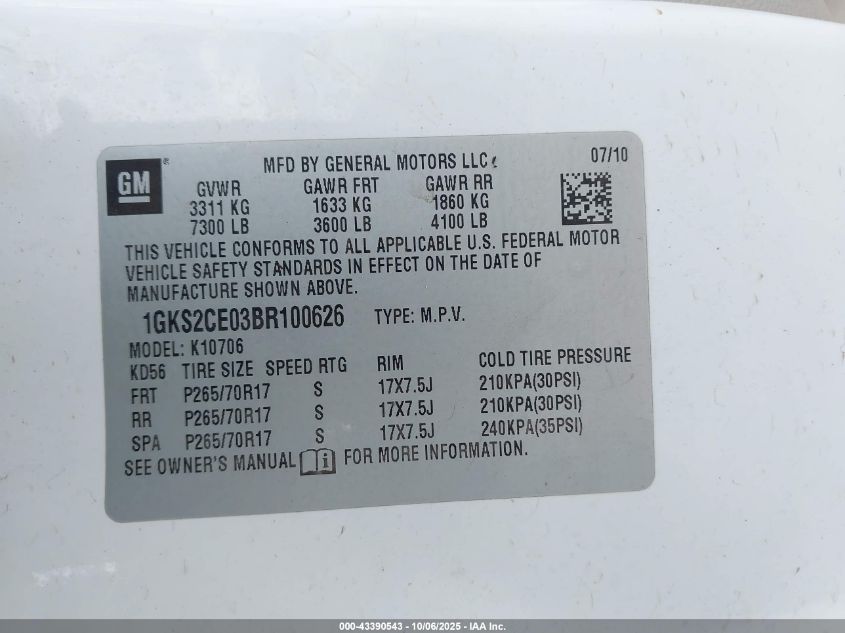 GM
®
MFD BY GENERAL MOTORS LLC
07/10
GVWR GAWR FRT GAWR RR
3311 KG 1633 KG 1860 KG
7300 LB 3600 LB 4100 LB
THIS VEHICLE CONFORMS TO ALL APPLICABLE U.S. FEDERAL MOTOR
VEHICLE SAFETY STANDARDS IN EFFECT ON THE DATE OF
MANUFACTURE SHOWN ABOVE.
1GKS2CE03BR100626 TYPE: M.P.V.
MODEL: K10706
KD56 TIRE SIZE SPEED RTG RIM COLD TIRE PRESSURE
FRT P265/70R17 S 17X7.5J 210KPA(30PSI)
RR P265/70R17 S 17X7.5J 210KPA(30PSI)
SPA P265/70R17 S 17X7.5J 240KPA(35PSI)
SEE OWNER'S MANUAL i FOR MORE INFORMATION.
000-43390543 - 10/06/2025 - IAA Inc.